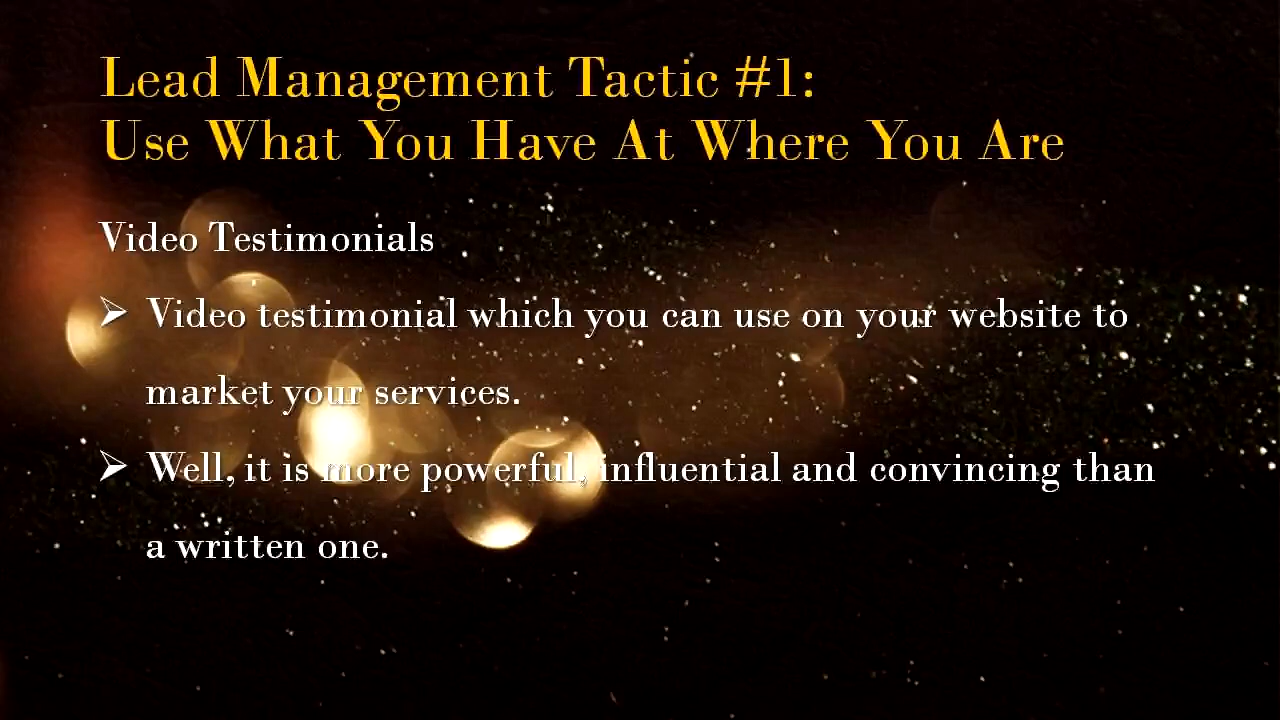 Lead Management Tactic #1:
Use What You Have At Where You Are
Video Testimonials
➢ Video testimonial which you can use on your website to
market your services.
➢ Well, it is more powerful, influential and convincing than
a written one.